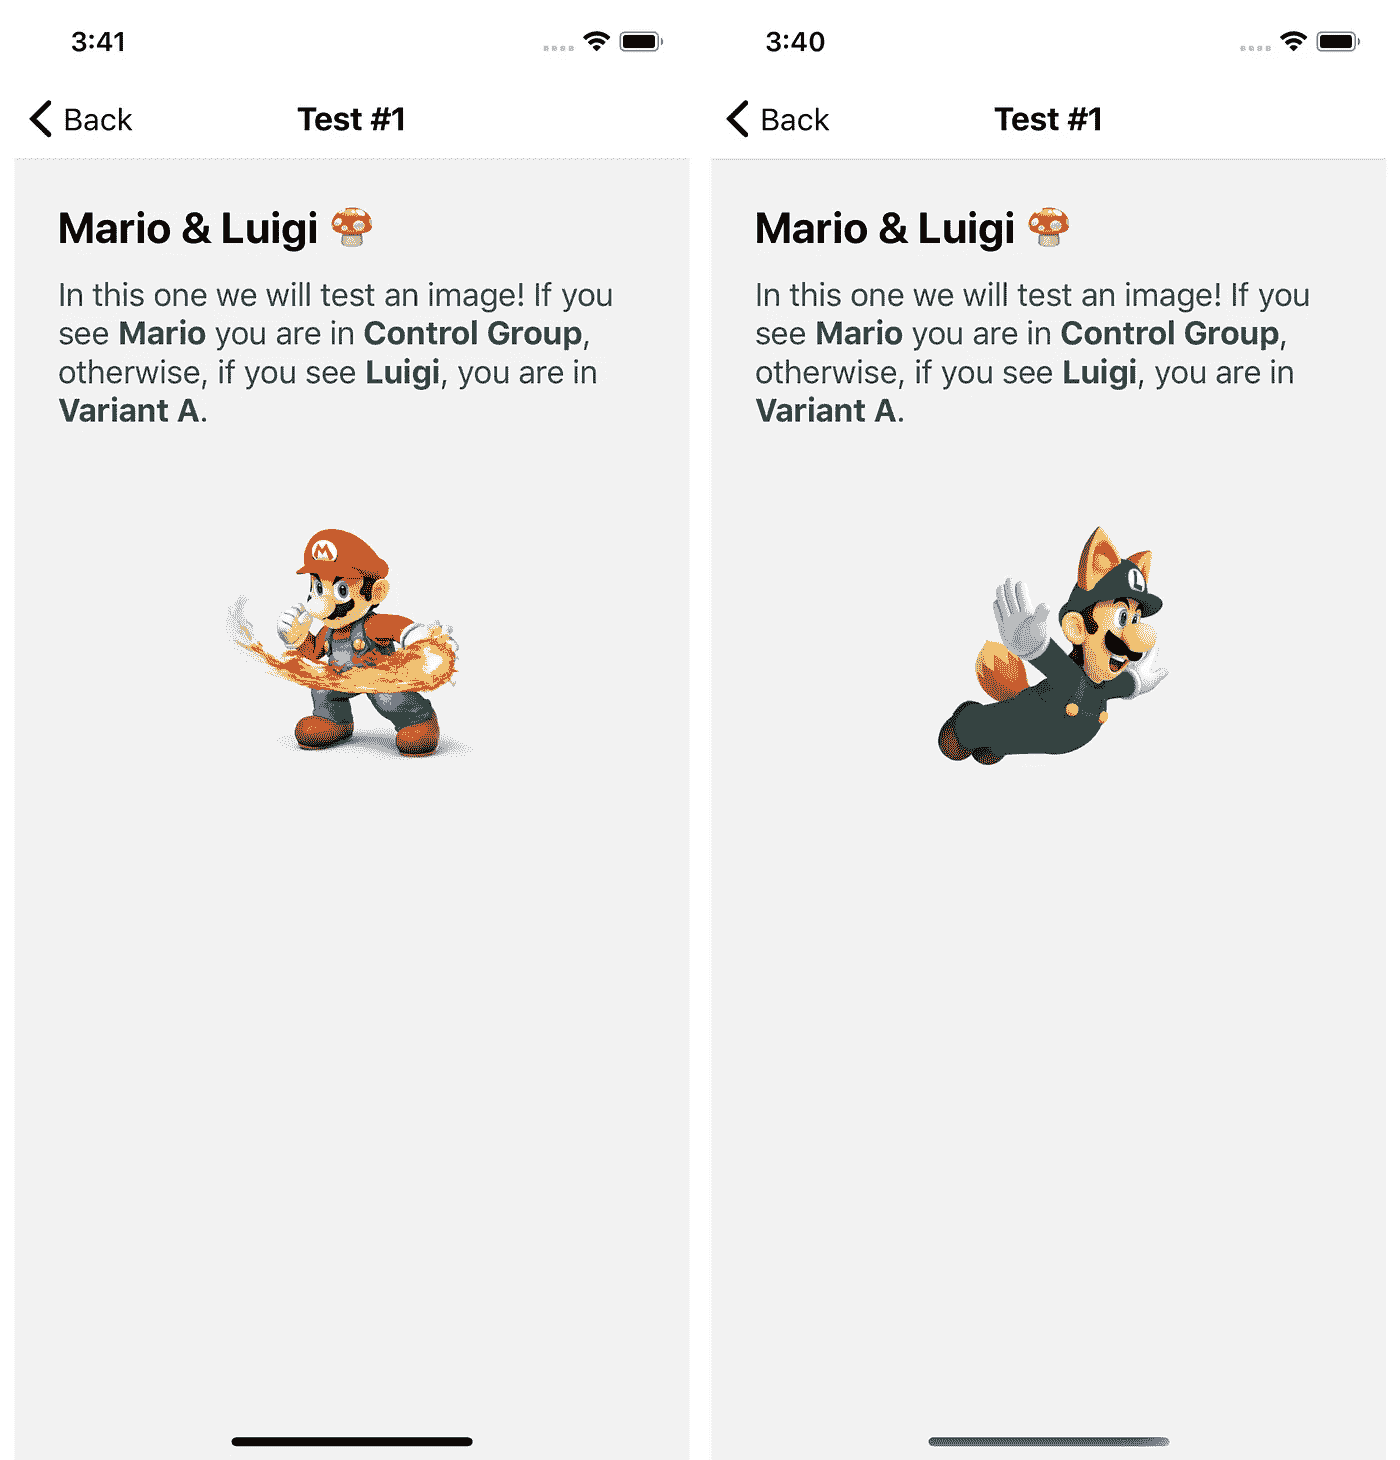 3:41
Back
Test #1
Mario & Luigi 🍄
In this one we will test an image! If you
see Mario you are in Control Group,
otherwise, if you see Luigi, you are in
Variant A.
M
3:40
Back
Test #1
Mario & Luigi 🍄
In this one we will test an image! If you
see Mario you are in Control Group,
otherwise, if you see Luigi, you are in
Variant A.
L